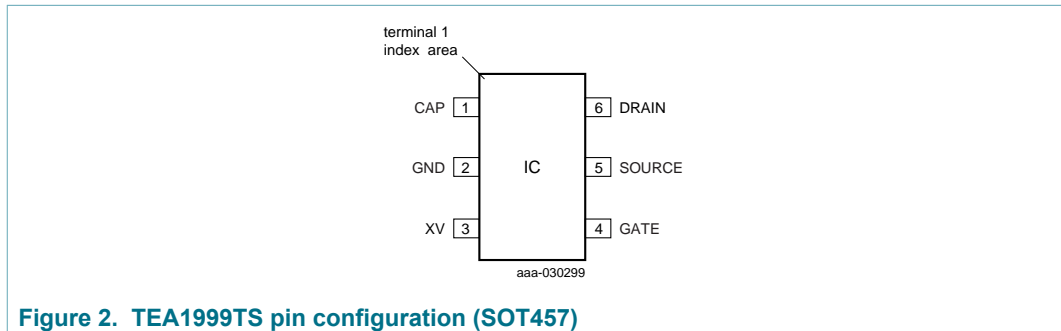 terminal 1
index area
CAP 1
6 DRAIN
GND 2
IC
5 SOURCE
XV 3
4 GATE
aaa-030299
Figure 2. TEA1999TS pin configuration (SOT457)